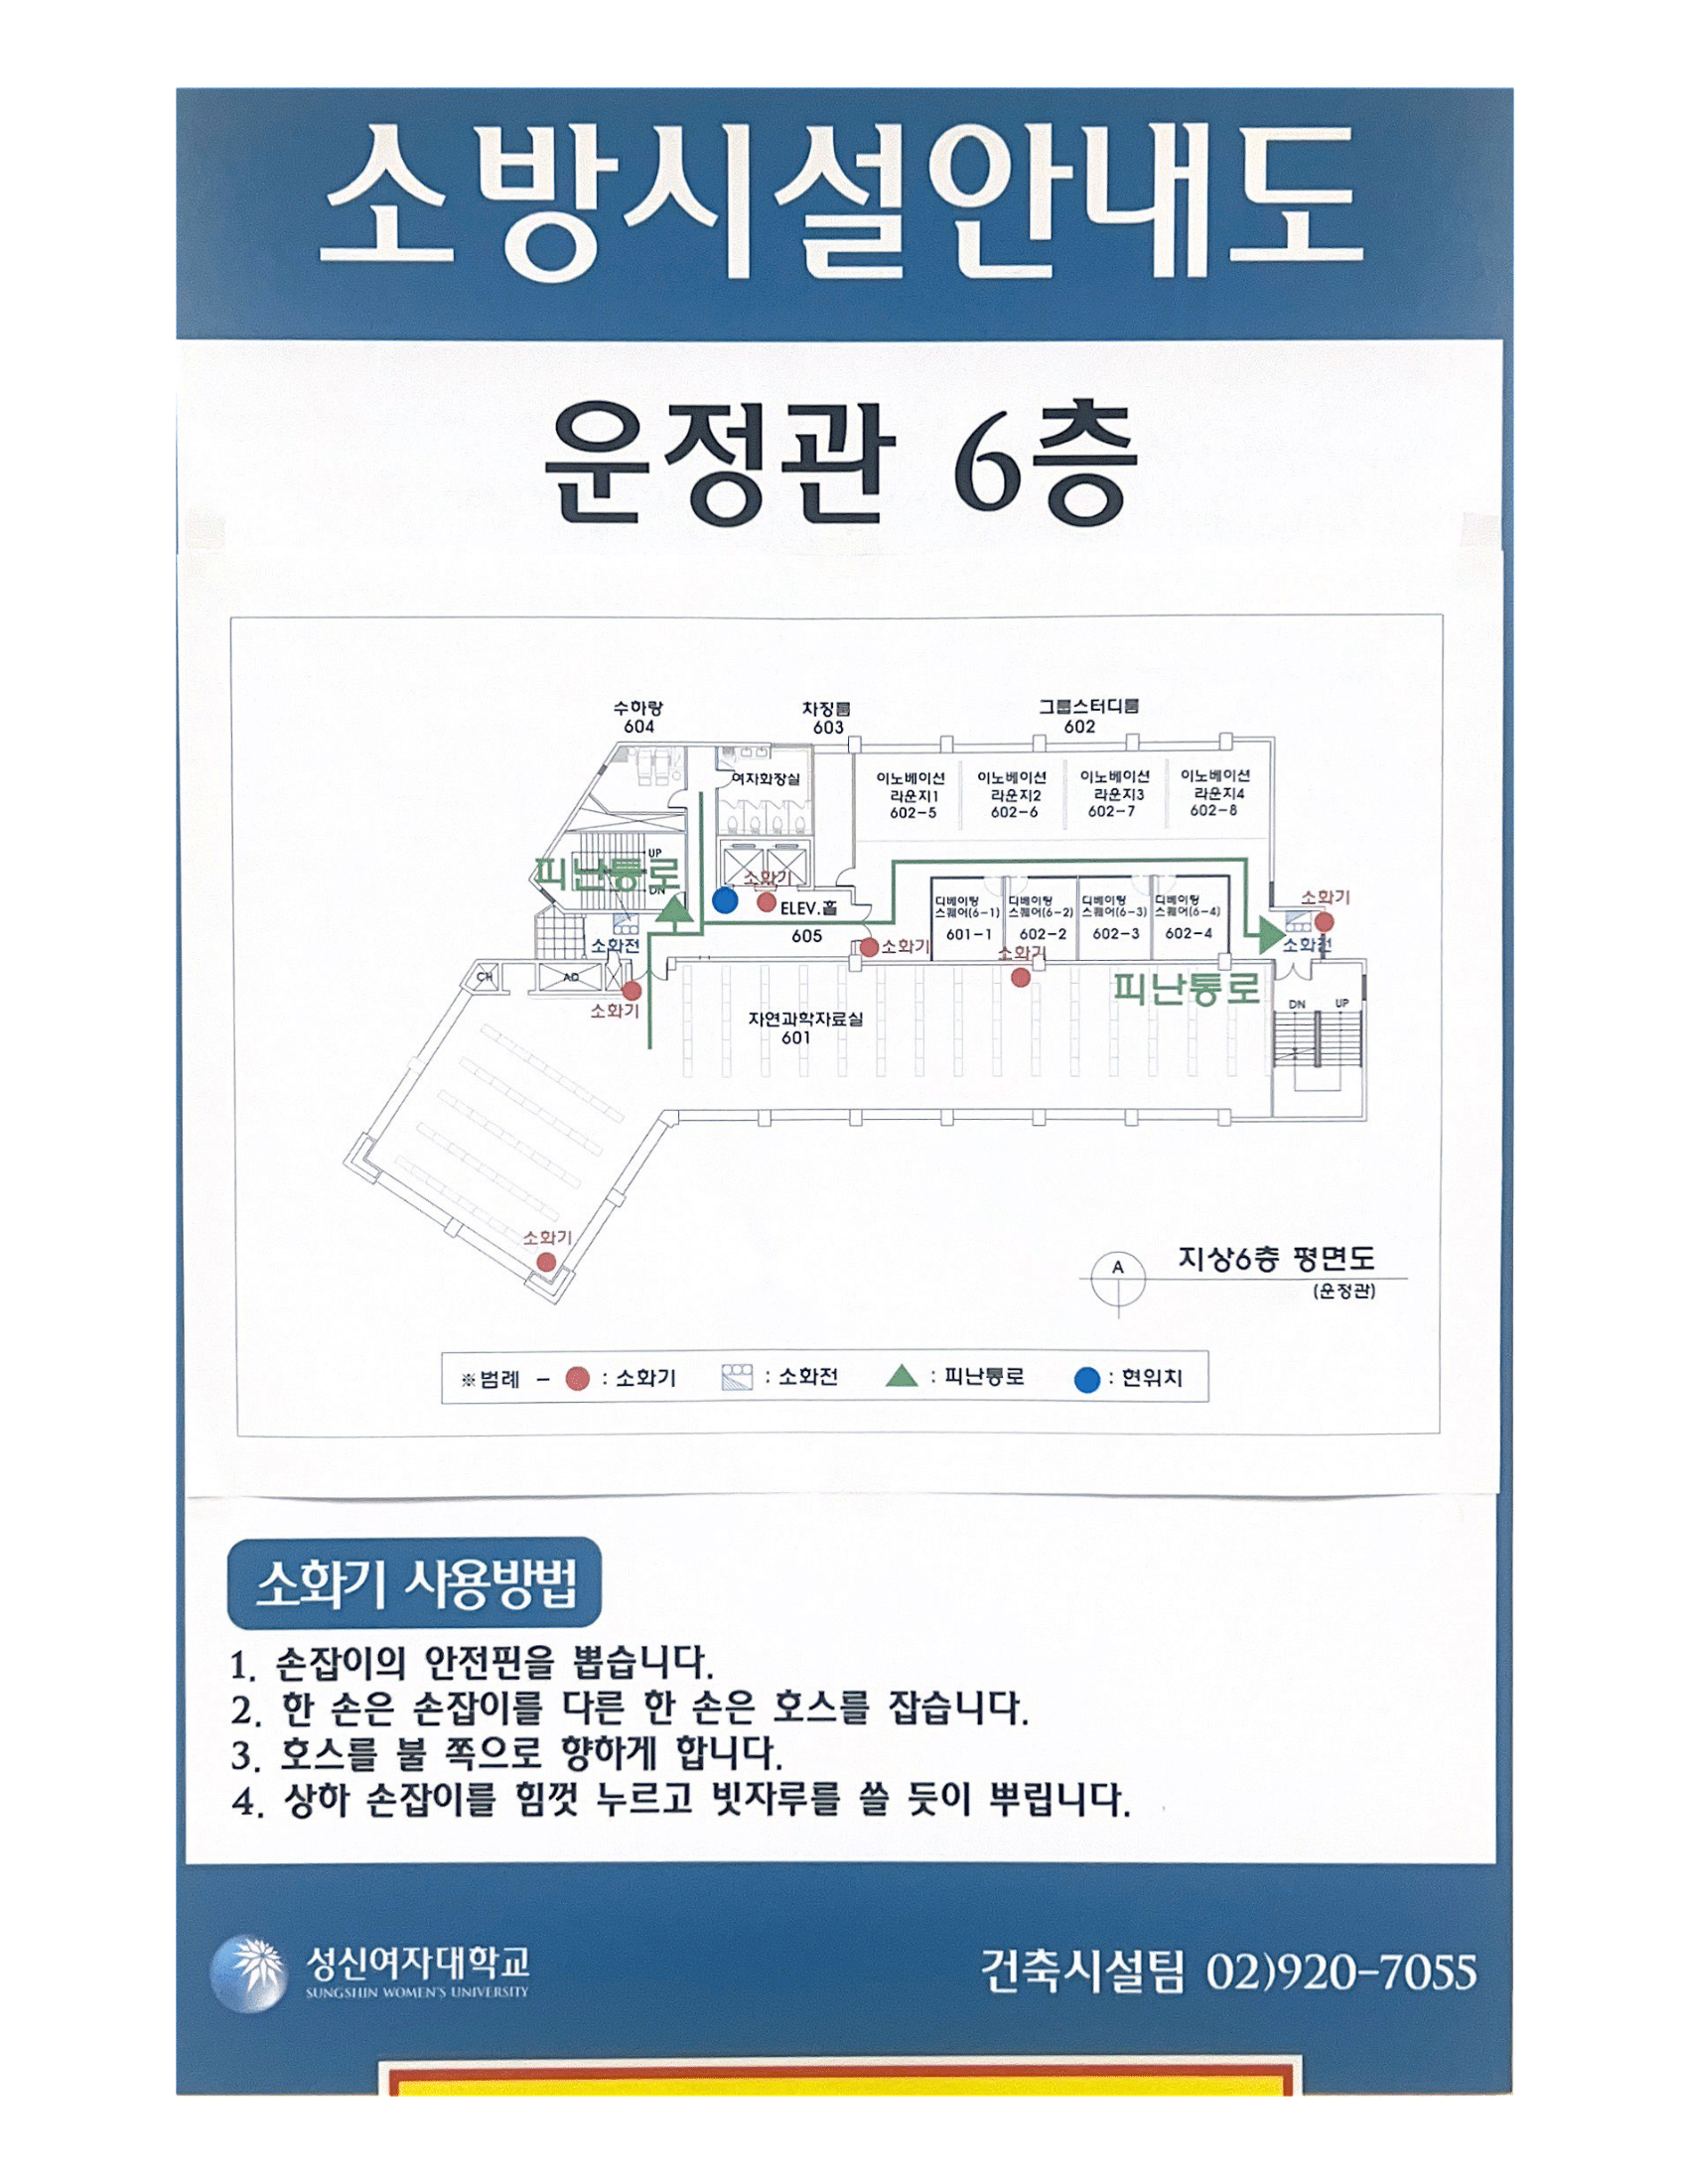 소방시설안내도
운정관 6층
수하랑
604
차징룸
603
그룹스터디룸
602
여자화장실
이노베이션
라운지1
602-5
이노베이션
라운지2
602-6
이노베이션
라운지3
602-7
이노베이션
라운지4
602-8
UP
피난통로
DN
소화기
ELEV.홀
605
디베이팅
스퀘어(6-1)
601-1
디베이팅
스퀘어(6-2)
602-2
디베이팅
스퀘어(6-3)
602-3
디베이팅
스퀘어(6-4)
602-4
소화기
소화전
소화전
소화기
소화기
CH
AD
소화기
피난통로
자연과학자료실
601
DN
UP
소화기
A
지상6층 평면도
(운정관)
※범례 - : 소화기 : 소화전 : 피난통로 : 현위치
소화기 사용방법
1. 손잡이의 안전핀을 뽑습니다.
2. 한 손은 손잡이를 다른 한 손은 호스를 잡습니다.
3. 호스를 불 쪽으로 향하게 합니다.
4. 상하 손잡이를 힘껏 누르고 빗자루를 쓸 듯이 뿌립니다.
성신여자대학교
SUNGSHIN WOMEN'S UNIVERSITY
건축시설팀 02)920-7055